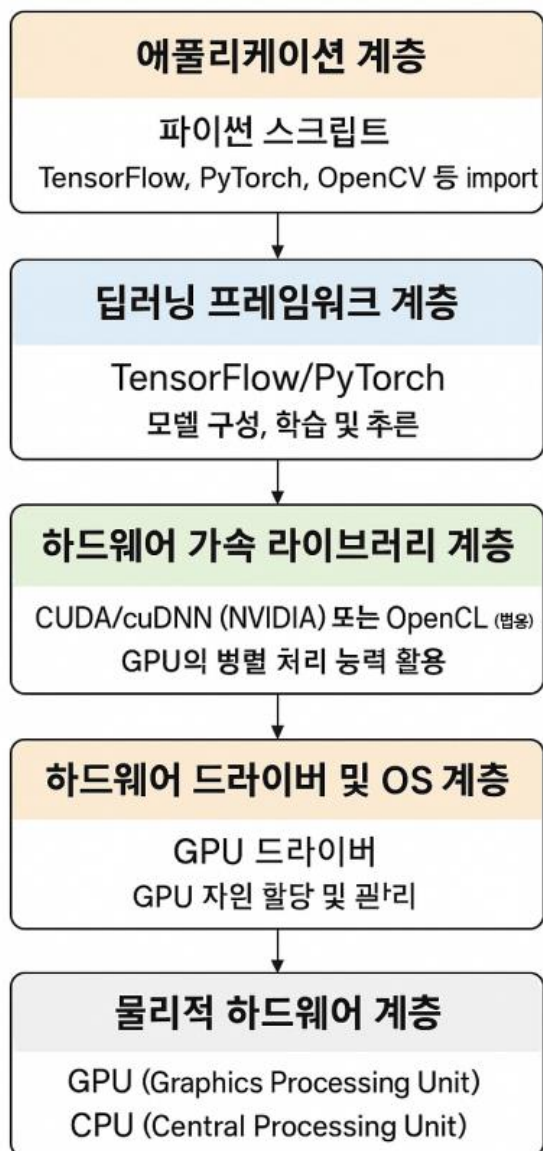 애플리케이션 계층
파이썬 스크립트
TensorFlow, PyTorch, OpenCV 등 import
딥러닝 프레임워크 계층
TensorFlow/PyTorch
모델 구성, 학습 및 추른
하드웨어 가속 라이브러리 계층
CUDA/cuDNN (NVIDIA) 또는 OpenCL (범용)
GPU의 병렬 처리 능력 활용
하드웨어 드라이버 및 OS 계층
GPU 드라이버
GPU 자인 할당 및
물리적 하드웨어 계층
GPU (Graphics Processing Unit)
CPU (Central Processing Unit)